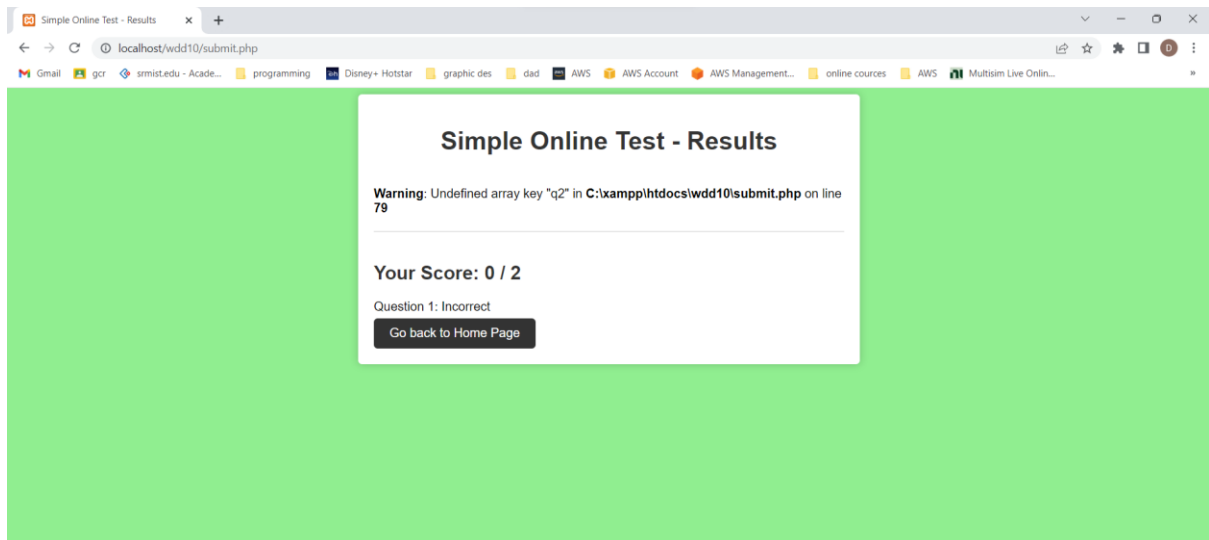 Simple Online Test - Results
localhost/wdd10/submit.php
D
Gmail gcr srmist.edu - Acade... programming Disney+ Hotstar graphic des dad AWS AWS Account AWS Management... online cources AWS Multisim Live Onlin... »
Simple Online Test - Results
Warning: Undefined array key "q2" in C:\xampp\htdocs\wdd10\submit.php on line
79
Your Score: 0 / 2
Question 1: Incorrect
Go back to Home Page